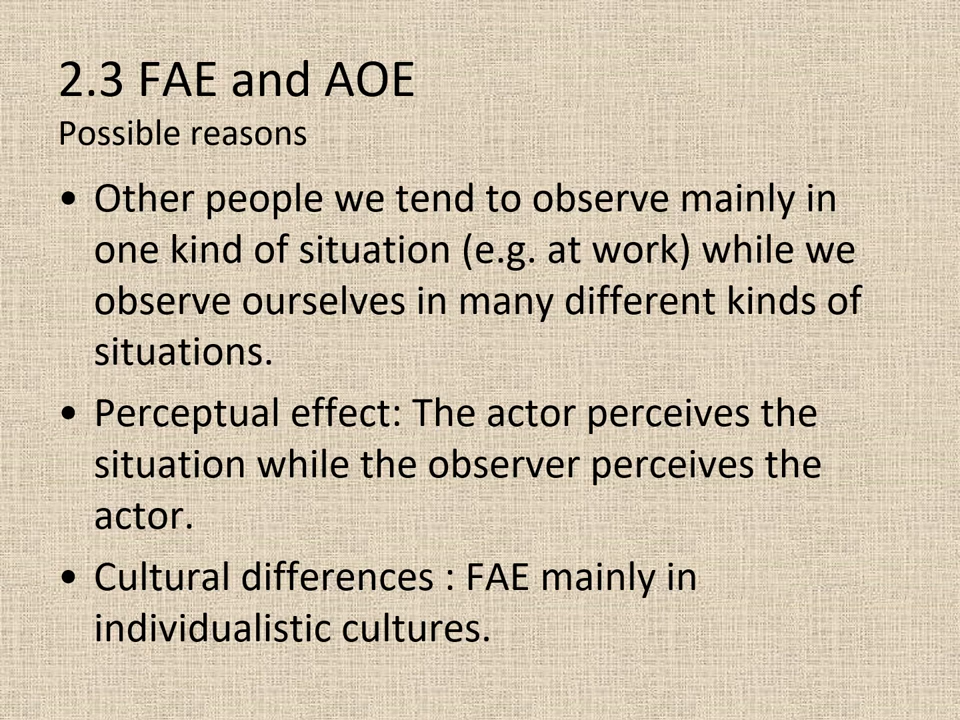 2.3 FAE and AOE
Possible reasons
• Other people we tend to observe mainly in
one kind of situation (e.g. at work) while we
observe ourselves in many different kinds of
situations.
• Perceptual effect: The actor perceives the
situation while the observer perceives the
actor.
• Cultural differences : FAE mainly in
individualistic cultures.